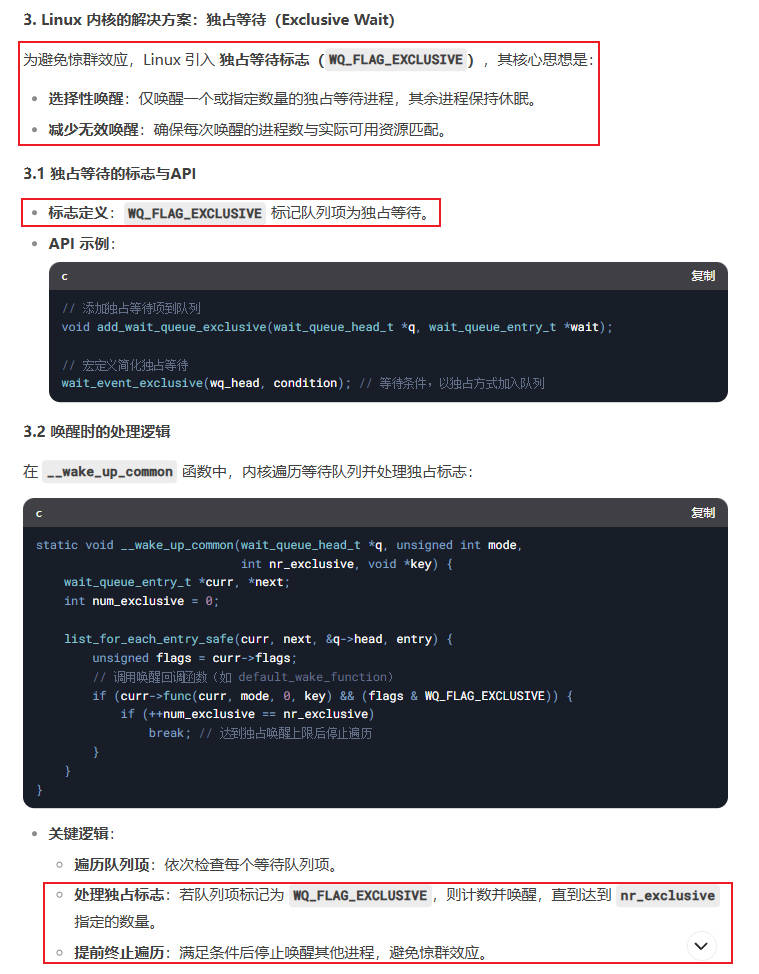 3. Linux 内核的解决方案：独占等待（Exclusive Wait）
为避免惊群效应，Linux 引入 独占等待标志（WQ_FLAG_EXCLUSIVE），其核心思想是：
• 选择性唤醒：仅唤醒一个或指定数量的独占等待进程，其余进程保持休眠。
• 减少无效唤醒：确保每次唤醒的进程数与实际可用资源匹配。
3.1 独占等待的标志与API
• 标志定义：WQ_FLAG_EXCLUSIVE 标记队列项为独占等待。
• API 示例：
c 复制
// 添加独占等待项到队列
void add_wait_queue_exclusive(wait_queue_head_t *q, wait_queue_entry_t *wait);
// 宏定义简化独占等待
wait_event_exclusive(wq_head, condition); // 等待条件，以独占方式加入队列
3.2 唤醒时的处理逻辑
在 __wake_up_common 函数中，内核遍历等待队列并处理独占标志：
c 复制
static void __wake_up_common(wait_queue_head_t *q, unsigned int mode,
int nr_exclusive, void *key) {
wait_queue_entry_t *curr, *next;
int num_exclusive = 0;
list_for_each_entry_safe(curr, next, &q->head, entry) {
unsigned flags = curr->flags;
// 调用唤醒回调函数（如 default_wake_function）
if (curr->func(curr, mode, 0, key) && (flags & WQ_FLAG_EXCLUSIVE)) {
if (++num_exclusive == nr_exclusive)
break; // 达到独占唤醒上限后停止遍历
}
}
}
• 关键逻辑：
○ 遍历队列项：依次检查每个等待队列项。
○ 处理独占标志：若队列项标记为 WQ_FLAG_EXCLUSIVE，则计数并唤醒，直到达到 nr_exclusive
指定的数量。
○ 提前终止遍历：满足条件后停止唤醒其他进程，避免惊群效应。